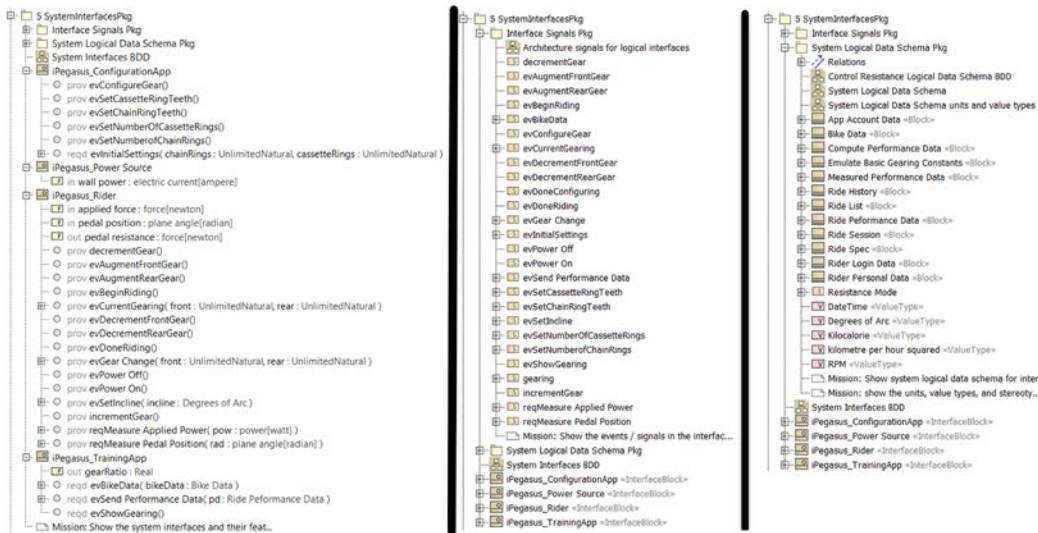 5 SystemInterfacesPkg
Interface Signals Pkg
System Logical Data Schema Pkg
System Interfaces BDD
iPegasus_ConfigurationApp
prov evConfigureGear()
prov evSetCassetteRingTeeth()
prov evSetChainRingTeeth()
prov evSetNumberOfCassetteRings()
prov evSetNumberofChainRings()
reqd evInitialSettings( chainRings : UnlimitedNatural, cassetteRings : UnlimitedNatural )
iPegasus_Power Source
in wall power : electric current[ampere]
iPegasus_Rider
in applied force : force[newton]
in pedal position : plane angle[radian]
out pedal resistance : force[newton]
prov decrementGear()
prov evAugmentFrontGear()
prov evAugmentRearGear()
prov evBeginRiding()
prov evCurrentGearing( front : UnlimitedNatural, rear : UnlimitedNatural )
prov evDecrementFrontGear()
prov evDecrementRearGear()
prov evDoneRiding()
prov evGear Change( front : UnlimitedNatural, rear : UnlimitedNatural )
prov evPower Off()
prov evPower On()
prov evSetIncline( incline : Degrees of Arc )
prov incrementGear()
prov reqMeasure Applied Power( pow : power[watt] )
prov reqMeasure Pedal Position( rad : plane angle[radian] )
iPegasus_TrainingApp
out gearRatio : Real
reqd evBikeData( bikeData : Bike Data )
reqd evSend Performance Data( pd : Ride Peformance Data )
reqd evShowGearing()
Mission: Show the system interfaces and their feat...
5 SystemInterfacesPkg
Interface Signals Pkg
Architecture signals for logical interfaces
decrementGear
evAugmentFrontGear
evAugmentRearGear
evBeginRiding
evBikeData
evConfigureGear
evCurrentGearing
evDecrementFrontGear
evDecrementRearGear
evDoneConfiguring
evDoneRiding
evGear Change
evInitialSettings
evPower Off
evPower On
evSend Performance Data
evSetCassetteRingTeeth
evSetChainRingTeeth
evSetIncline
evSetNumberOfCassetteRings
evSetNumberofChainRings
evShowGearing
gearing
incrementGear
reqMeasure Applied Power
reqMeasure Pedal Position
Mission: Show the events / signals in the interfac...
System Logical Data Schema Pkg
System Interfaces BDD
iPegasus_ConfigurationApp «InterfaceBlock»
iPegasus_Power Source «InterfaceBlock»
iPegasus_Rider «InterfaceBlock»
iPegasus_TrainingApp «InterfaceBlock»
5 SystemInterfacesPkg
Interface Signals Pkg
System Logical Data Schema Pkg
Relations
Control Resistance Logical Data Schema BDD
System Logical Data Schema
System Logical Data Schema units and value types
App Account Data «Block»
Bike Data «Block»
Compute Performance Data «Block»
Emulate Basic Gearing Constants «Block»
Measured Performance Data «Block»
Ride History «Block»
Ride List «Block»
Ride Peformance Data «Block»
Ride Session «Block»
Ride Spec «Block»
Rider Login Data «Block»
Rider Personal Data «Block»
Resistance Mode
DateTime «ValueType»
Degrees of Arc «ValueType»
Kilocalorie «ValueType»
kilometre per hour squared «ValueType»
RPM «ValueType»
Mission: Show system logical data schema for inter
Mission: show the units, value types, and stereoty...
System Interfaces BDD
iPegasus_ConfigurationApp «InterfaceBlock»
iPegasus_Power Source «InterfaceBlock»
iPegasus_Rider «InterfaceBlock»
iPegasus_TrainingApp «InterfaceBlock»